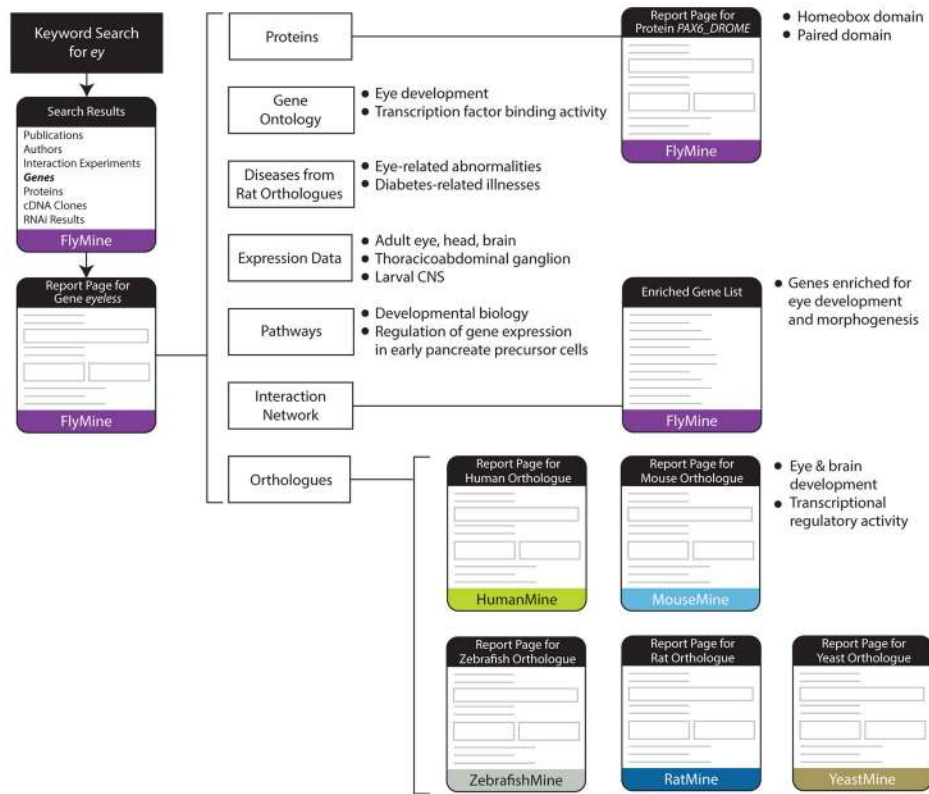 Keyword Search
for ey
Search Results
Publications
Authors
Interaction Experiments
Genes
Proteins
cDNA Clones
RNAi Results
FlyMine
Report Page for
Gene eyeless
FlyMine
Proteins
Report Page for
Protein PAX6_DROME
FlyMine
● Homeobox domain
● Paired domain
Gene
Ontology
● Eye development
● Transcription factor binding activity
Diseases from
Rat Orthologues
● Eye-related abnormalities
● Diabetes-related illnesses
Expression Data
● Adult eye, head, brain
● Thoracicoabdominal ganglion
● Larval CNS
Pathways
● Developmental biology
● Regulation of gene expression
in early pancreate precursor cells
Interaction
Network
Enriched Gene List
FlyMine
● Genes enriched for
eye development
and morphogenesis
Orthologues
Report Page for
Human Orthologue
HumanMine
Report Page for
Mouse Orthologue
MouseMine
● Eye & brain
development
● Transcriptional
regulatory activity
Report Page for
Zebrafish Orthologue
ZebrafishMine
Report Page for
Rat Orthologue
RatMine
Report Page for
Yeast Orthologue
YeastMine